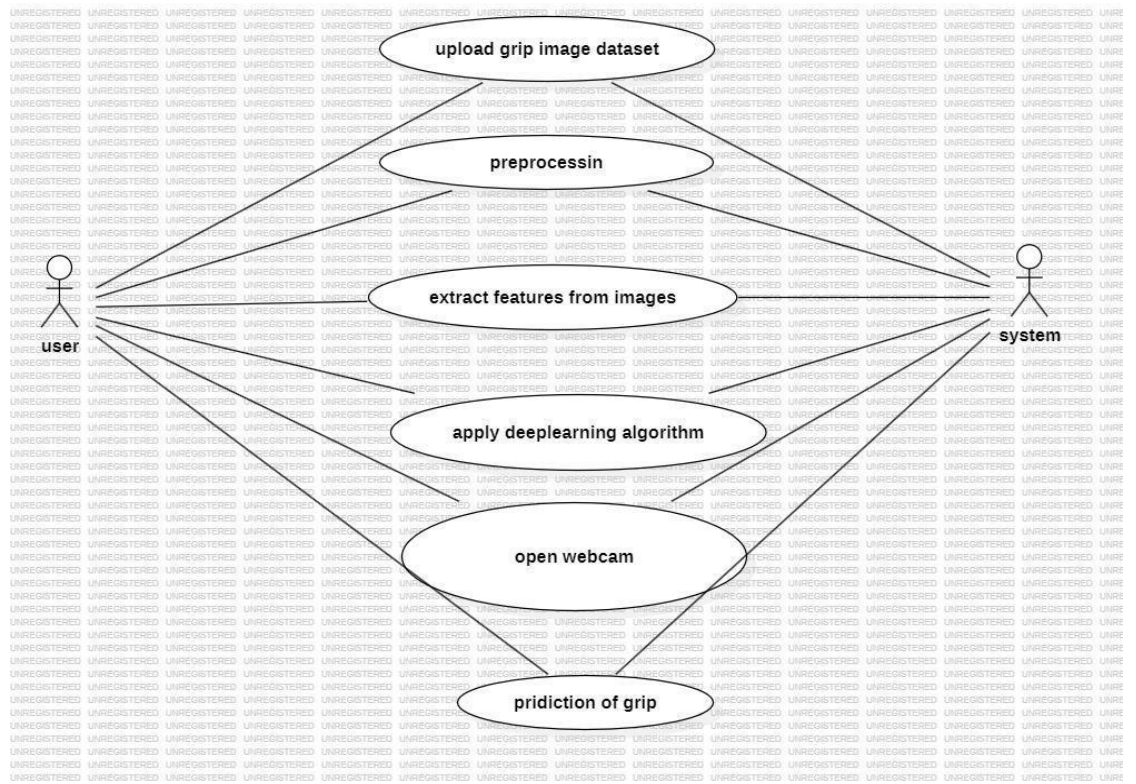 upload grip image dataset
preprocessin
extract features from images
user
system
apply deeplearning algorithm
open webcam
pridiction of grip
UNREGISTERED